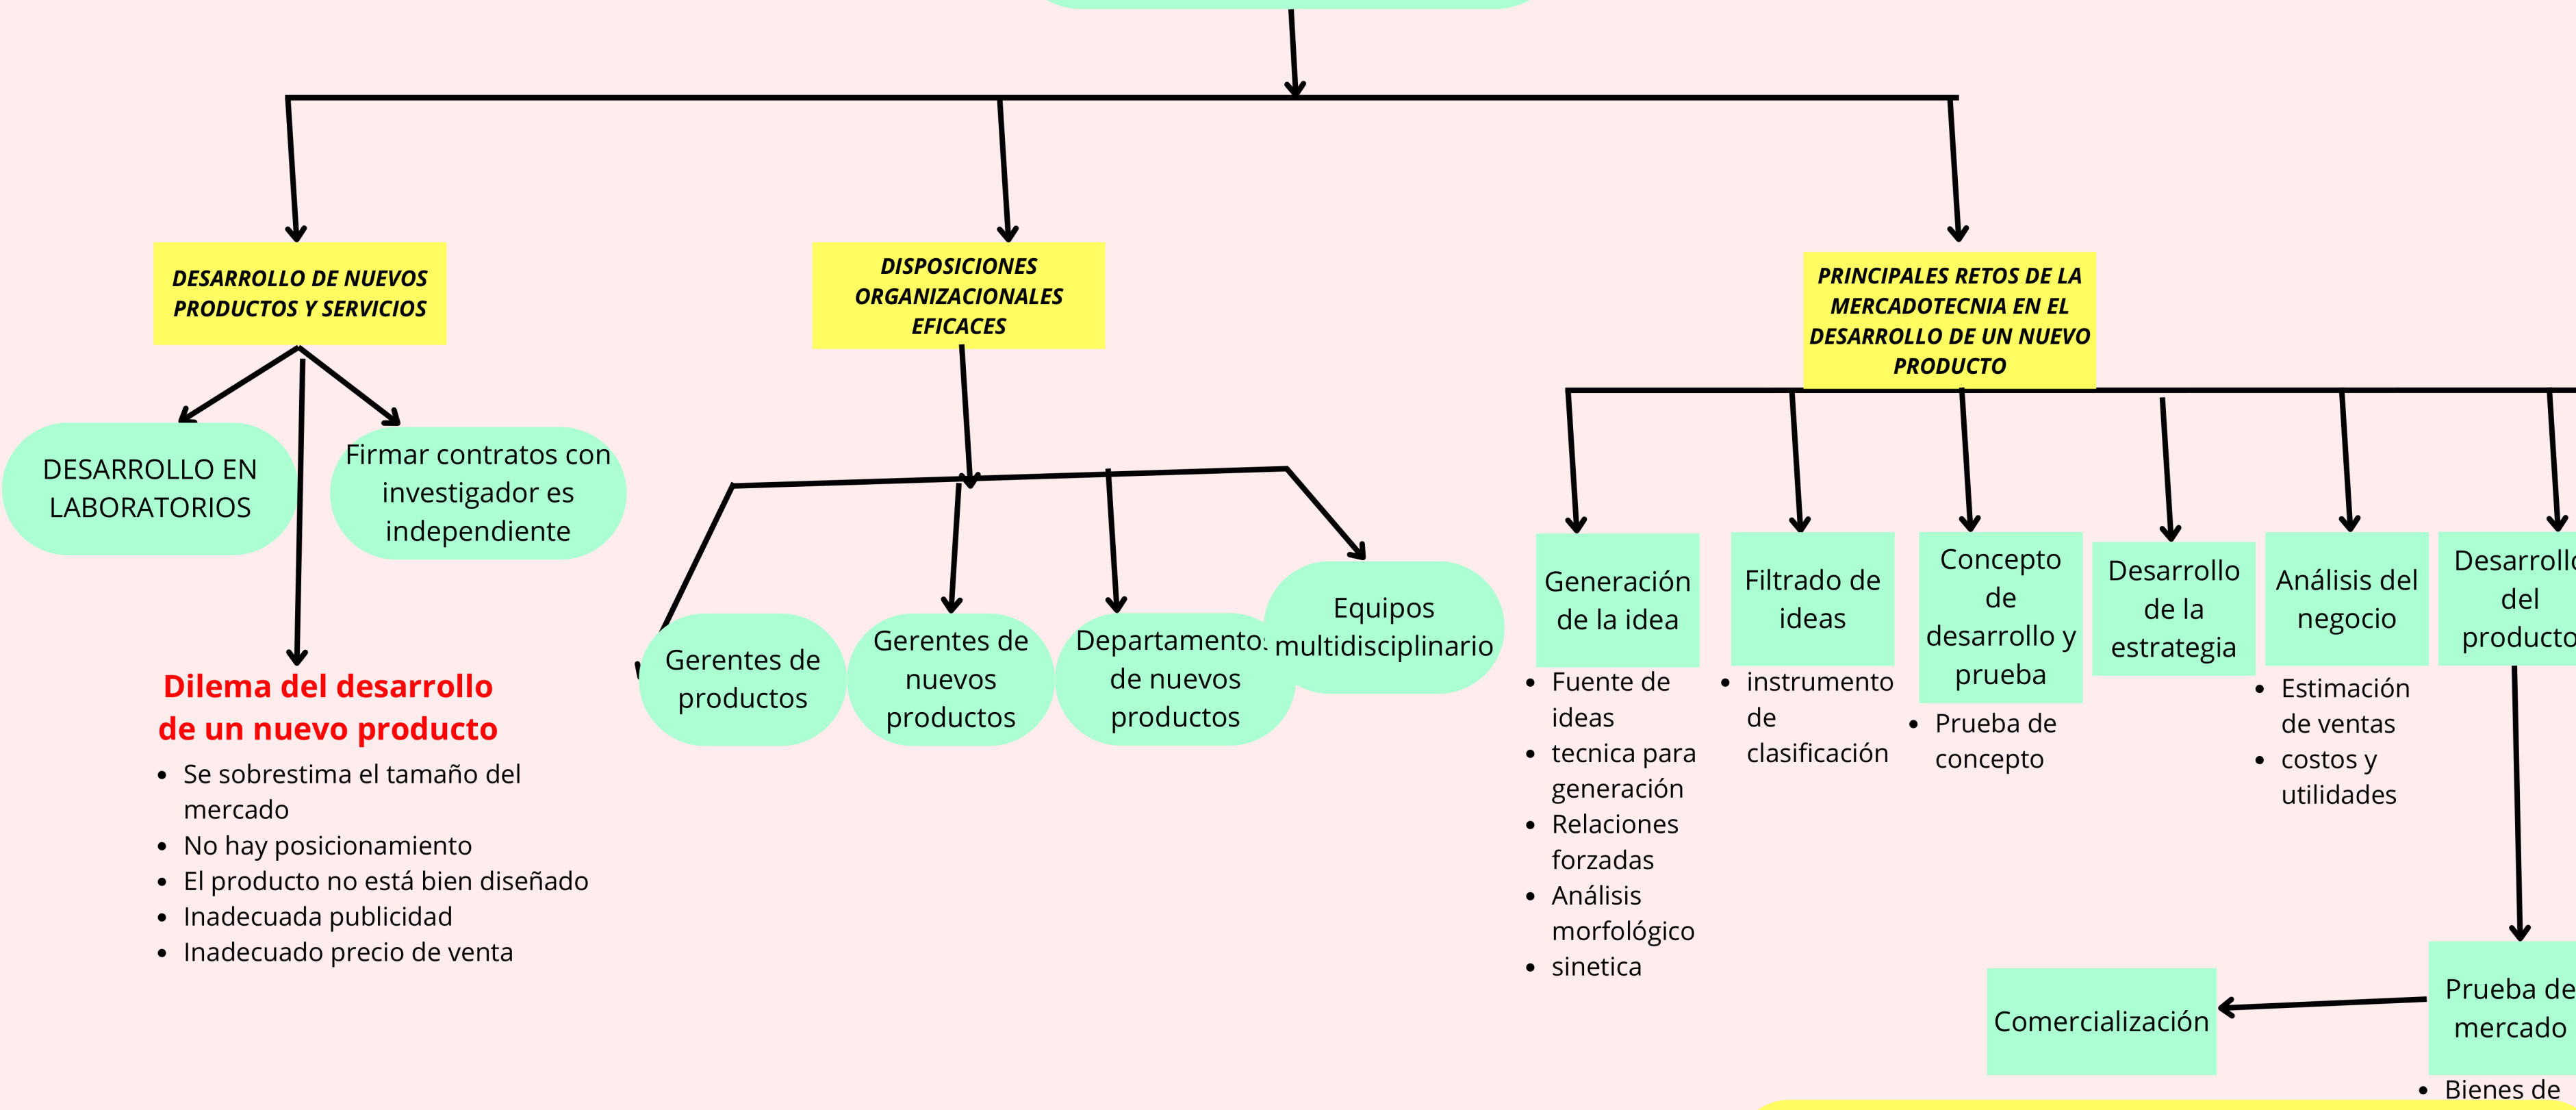 DESARROLLO DE NUEVOS
PRODUCTOS Y SERVICIOS
DESARROLLO EN
LABORATORIOS
Firmar contratos con
investigador es
independiente
Dilema del desarrollo
de un nuevo producto
• Se sobrestima el tamaño del
mercado
• No hay posicionamiento
• El producto no está bien diseñado
• Inadecuada publicidad
• Inadecuado precio de venta
DISPOSICIONES
ORGANIZACIONALES
EFICACES
Gerentes de
productos
Gerentes de
nuevos
productos
Departamentos
de nuevos
productos
Equipos
multidisciplinario
PRINCIPALES RETOS DE LA
MERCADOTECNIA EN EL
DESARROLLO DE UN NUEVO
PRODUCTO
Generación
de la idea
• Fuente de
ideas
• tecnica para
generación
• Relaciones
forzadas
• Análisis
morfológico
• sinetica
Filtrado de
ideas
• instrumento
de
clasificación
Concepto
de
desarrollo y
prueba
• Prueba de
concepto
Desarrollo
de la
estrategia
Análisis del
negocio
• Estimación
de ventas
• costos y
utilidades
Desarrollo
del
producto
Prueba de
mercado
• Bienes de
Comercialización